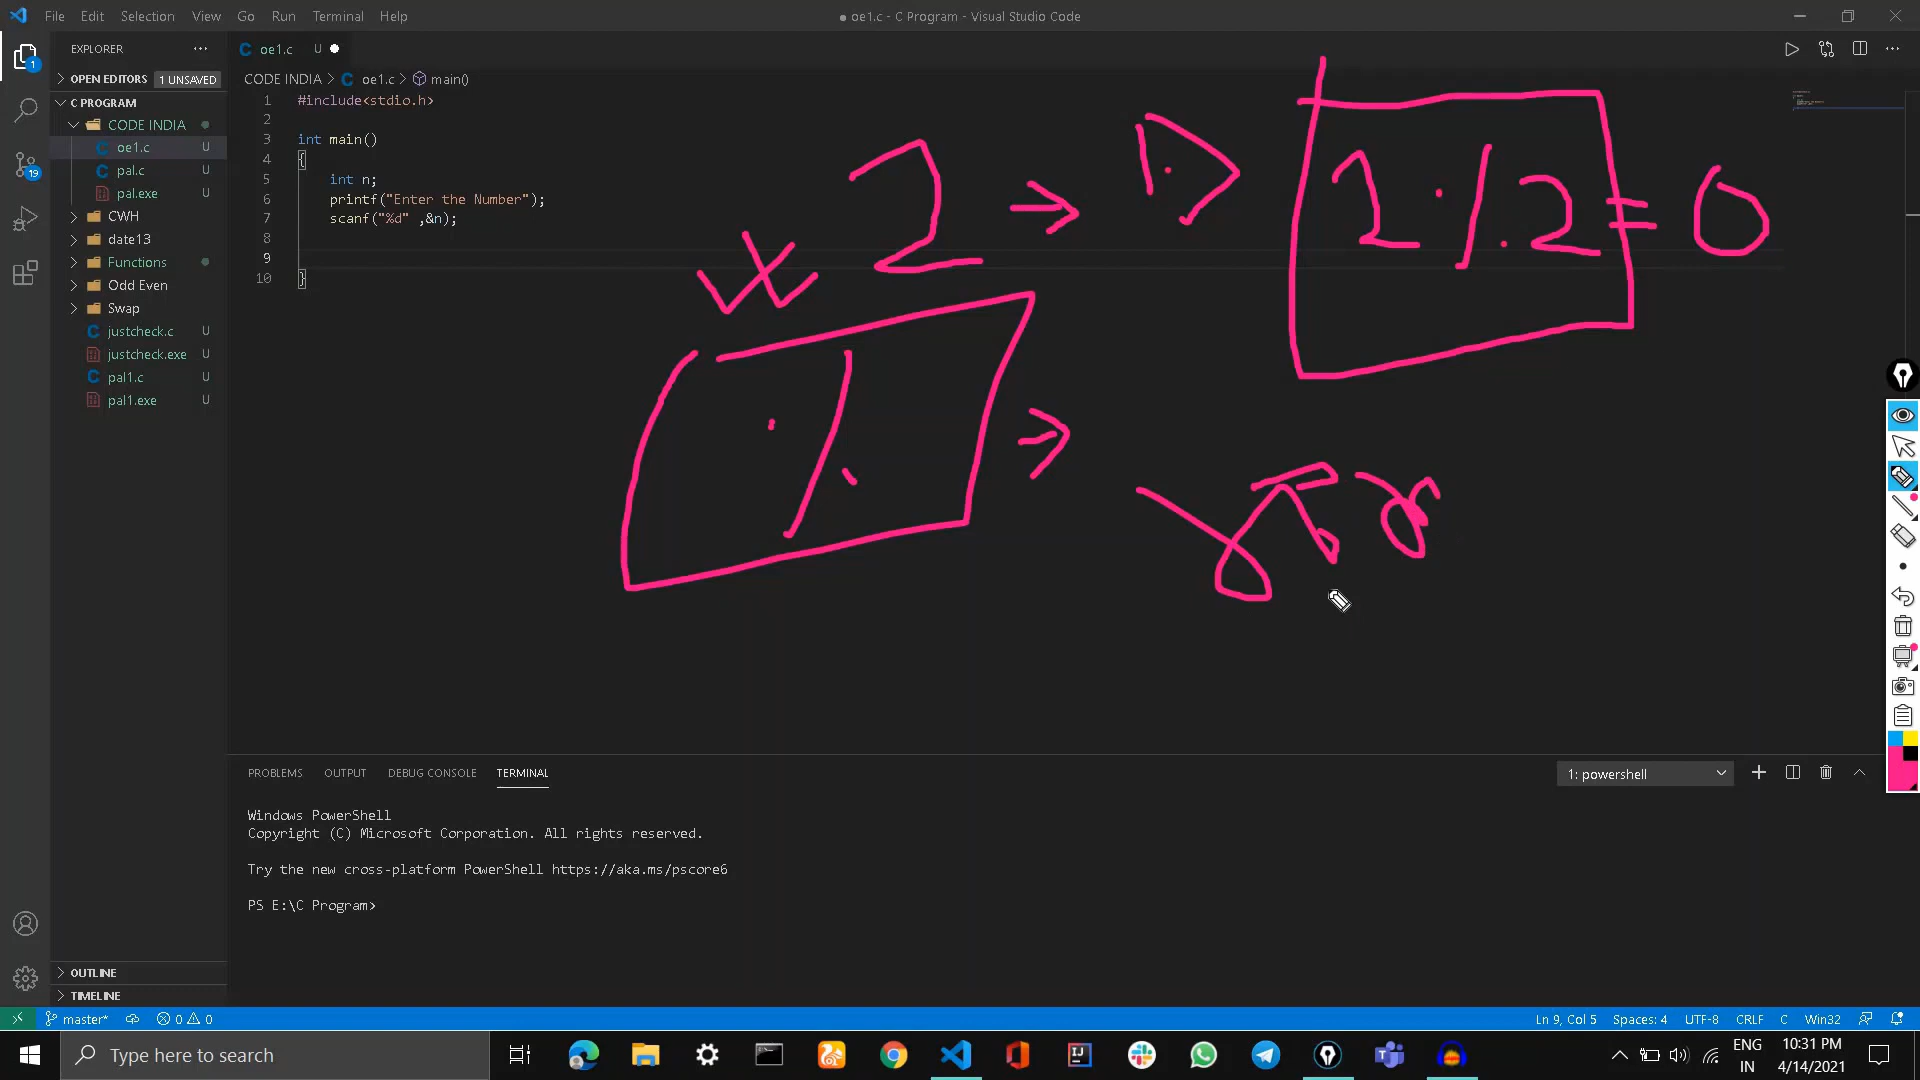 File Edit Selection View Go Run Terminal Help
● oe1.c - C Program - Visual Studio Code
EXPLORER ...
OPEN EDITORS 1 UNSAVED
C PROGRAM
CODE INDIA
oe1.c U
pal.c U
pal.exe U
CWH
date13
Functions
Odd Even
Swap
justcheck.c U
justcheck.exe U
pal1.c U
pal1.exe U
OUTLINE
TIMELINE
1
19
oe1.c U
CODE INDIA > oe1.c > main()
1 #include<stdio.h>
2
3 int main()
4 {
5 int n;
6 printf("Enter the Number");
7 scanf("%d" ,&n);
8
9
10 }
2 → D
2 % 2 = 0
% →
PROBLEMS OUTPUT DEBUG CONSOLE TERMINAL
1: powershell
Windows PowerShell
Copyright (C) Microsoft Corporation. All rights reserved.
Try the new cross-platform PowerShell https://aka.ms/pscore6
PS E:\C Program>
master* 0 0
Ln 9, Col 5 Spaces: 4 UTF-8 CRLF C Win32
Type here to search
ENG
IN
10:31 PM
4/14/2021